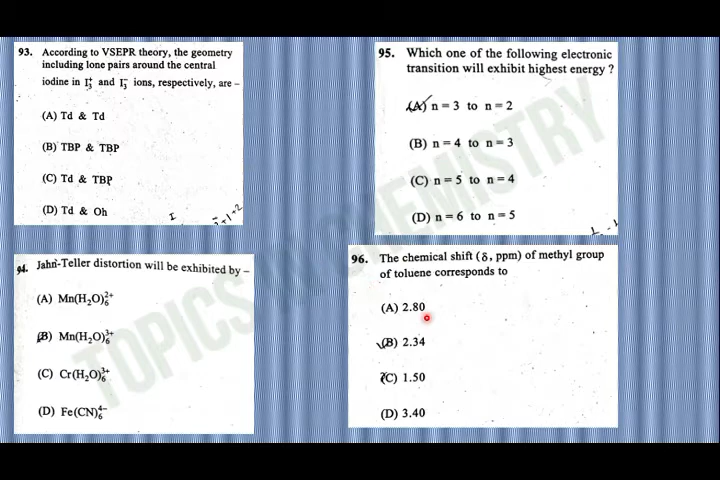 93. According to VSEPR theory, the geometry
including lone pairs around the central
iodine in I₃⁺ and I₃⁻ ions, respectively, are –
(A) Td & Td
(B) TBP & TBP
(C) Td & TBP
(D) Td & Oh
94. Jahn-Teller distortion will be exhibited by –
(A) Mn(H₂O)₆²⁺
(B) Mn(H₂O)₆³⁺
(C) Cr(H₂O)₆³⁺
(D) Fe(CN)₆⁴⁻
95. Which one of the following electronic
transition will exhibit highest energy ?
(A) n = 3 to n = 2
(B) n = 4 to n = 3
(C) n = 5 to n = 4
(D) n = 6 to n = 5
96. The chemical shift (δ, ppm) of methyl group
of toluene corresponds to
(A) 2.80
(B) 2.34
(C) 1.50
(D) 3.40
TOPICS IN CHEMISTRY